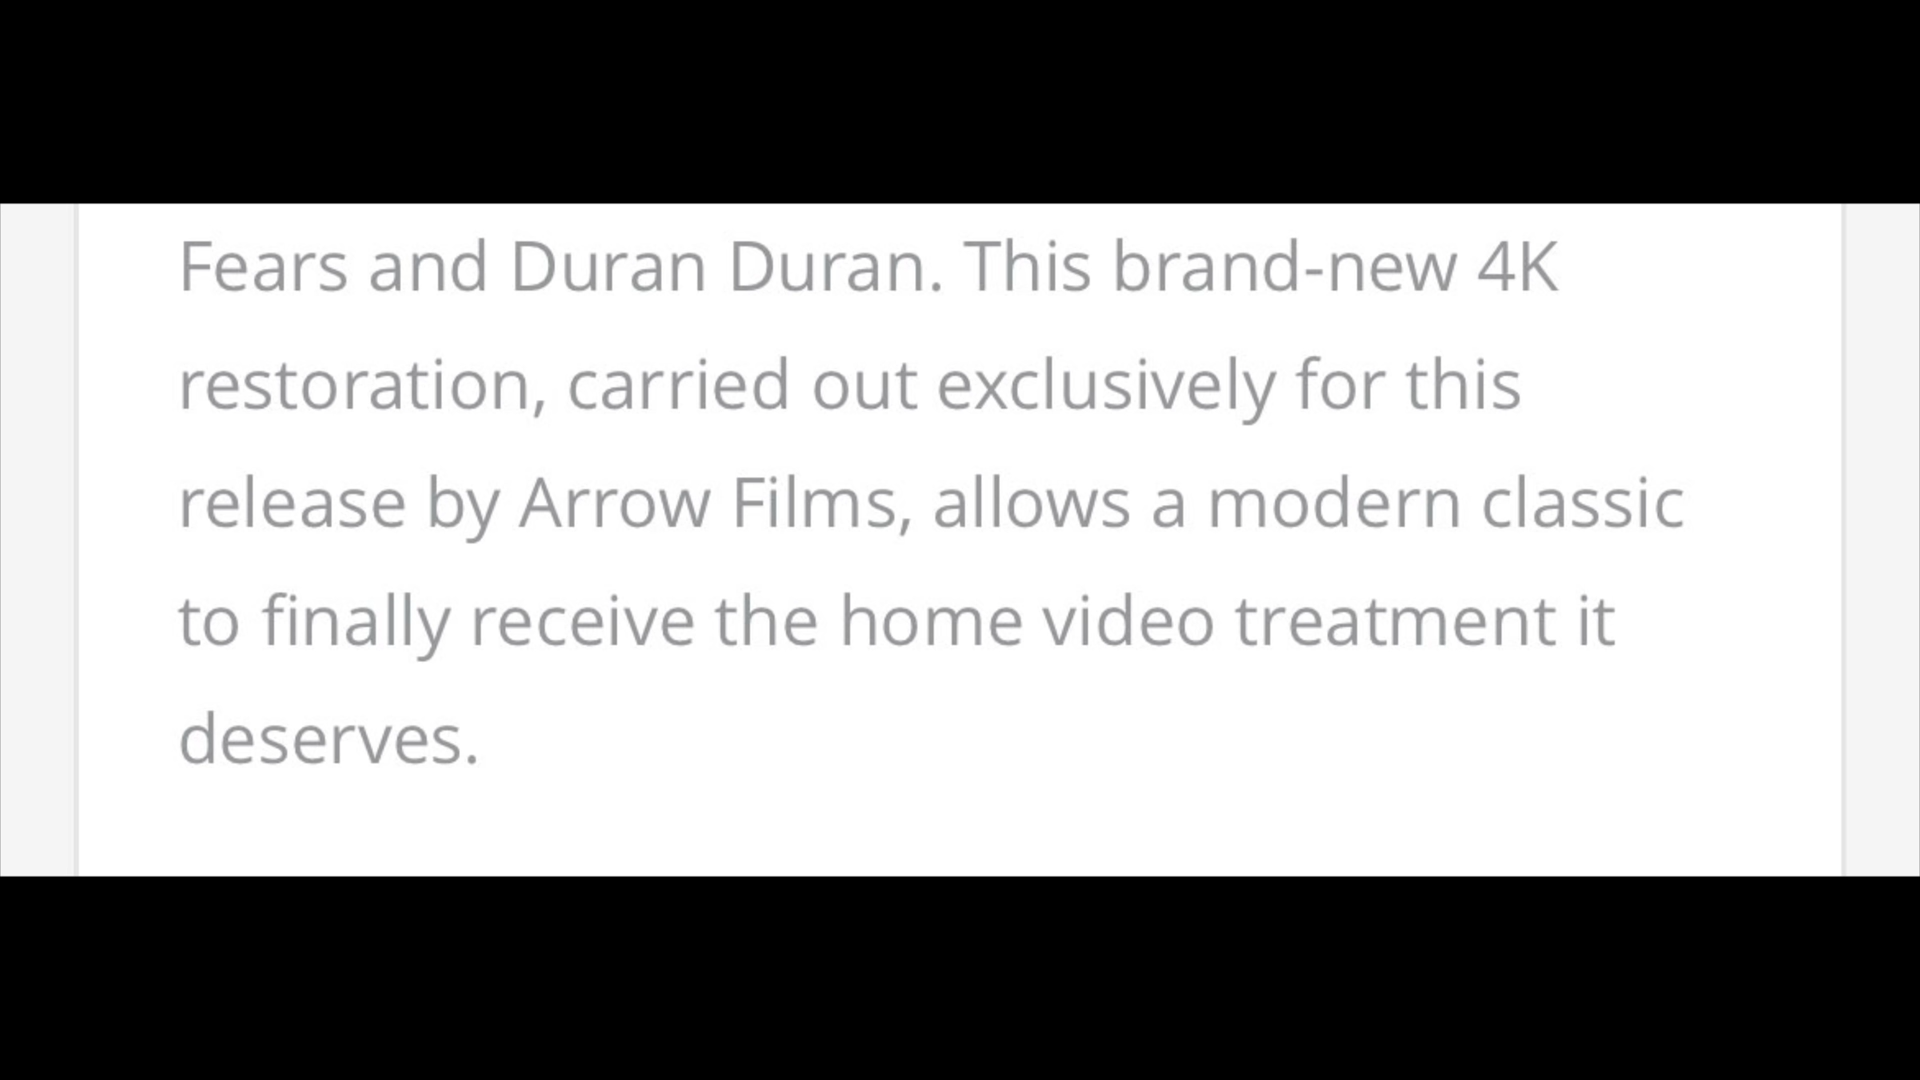 Fears and Duran Duran. This brand-new 4K
restoration, carried out exclusively for this
release by Arrow Films, allows a modern classic
to finally receive the home video treatment it
deserves.